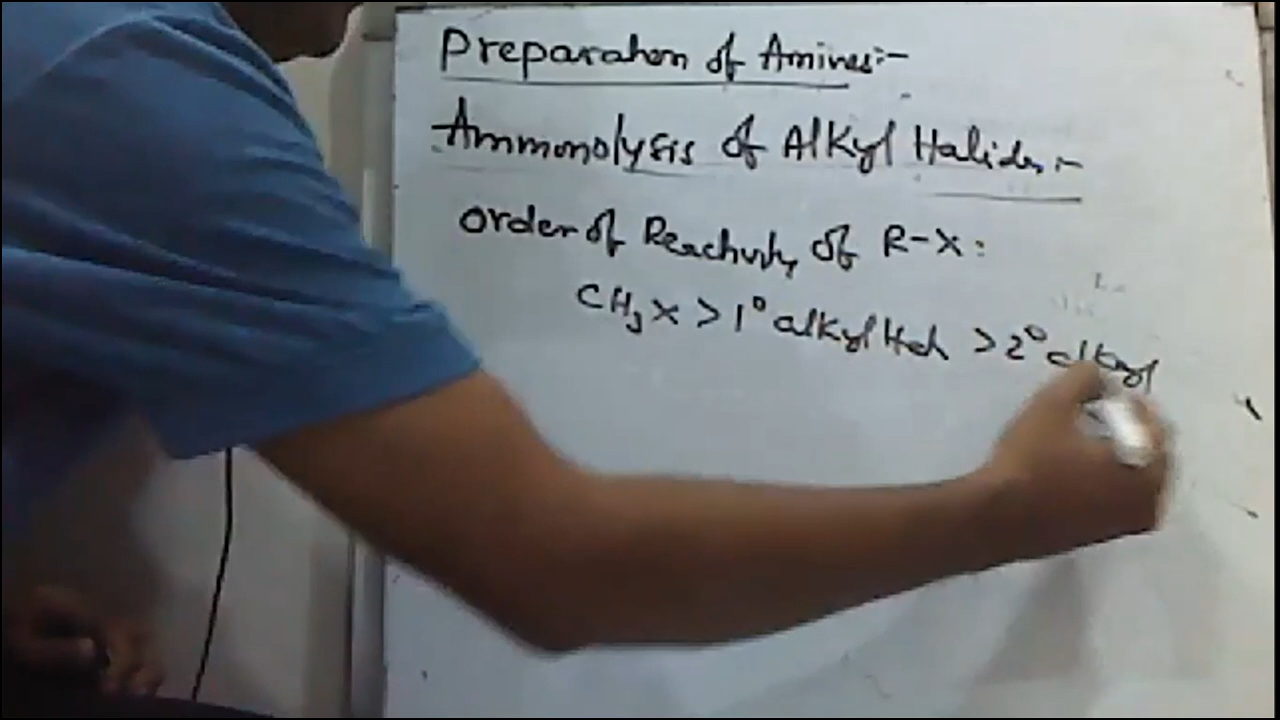 Preparation of Amines:-
Ammonolysis of Alkyl Halides:-
Order of Reactivity of R-X:
CH3X > 1° alkyl Hal > 2° alkyl